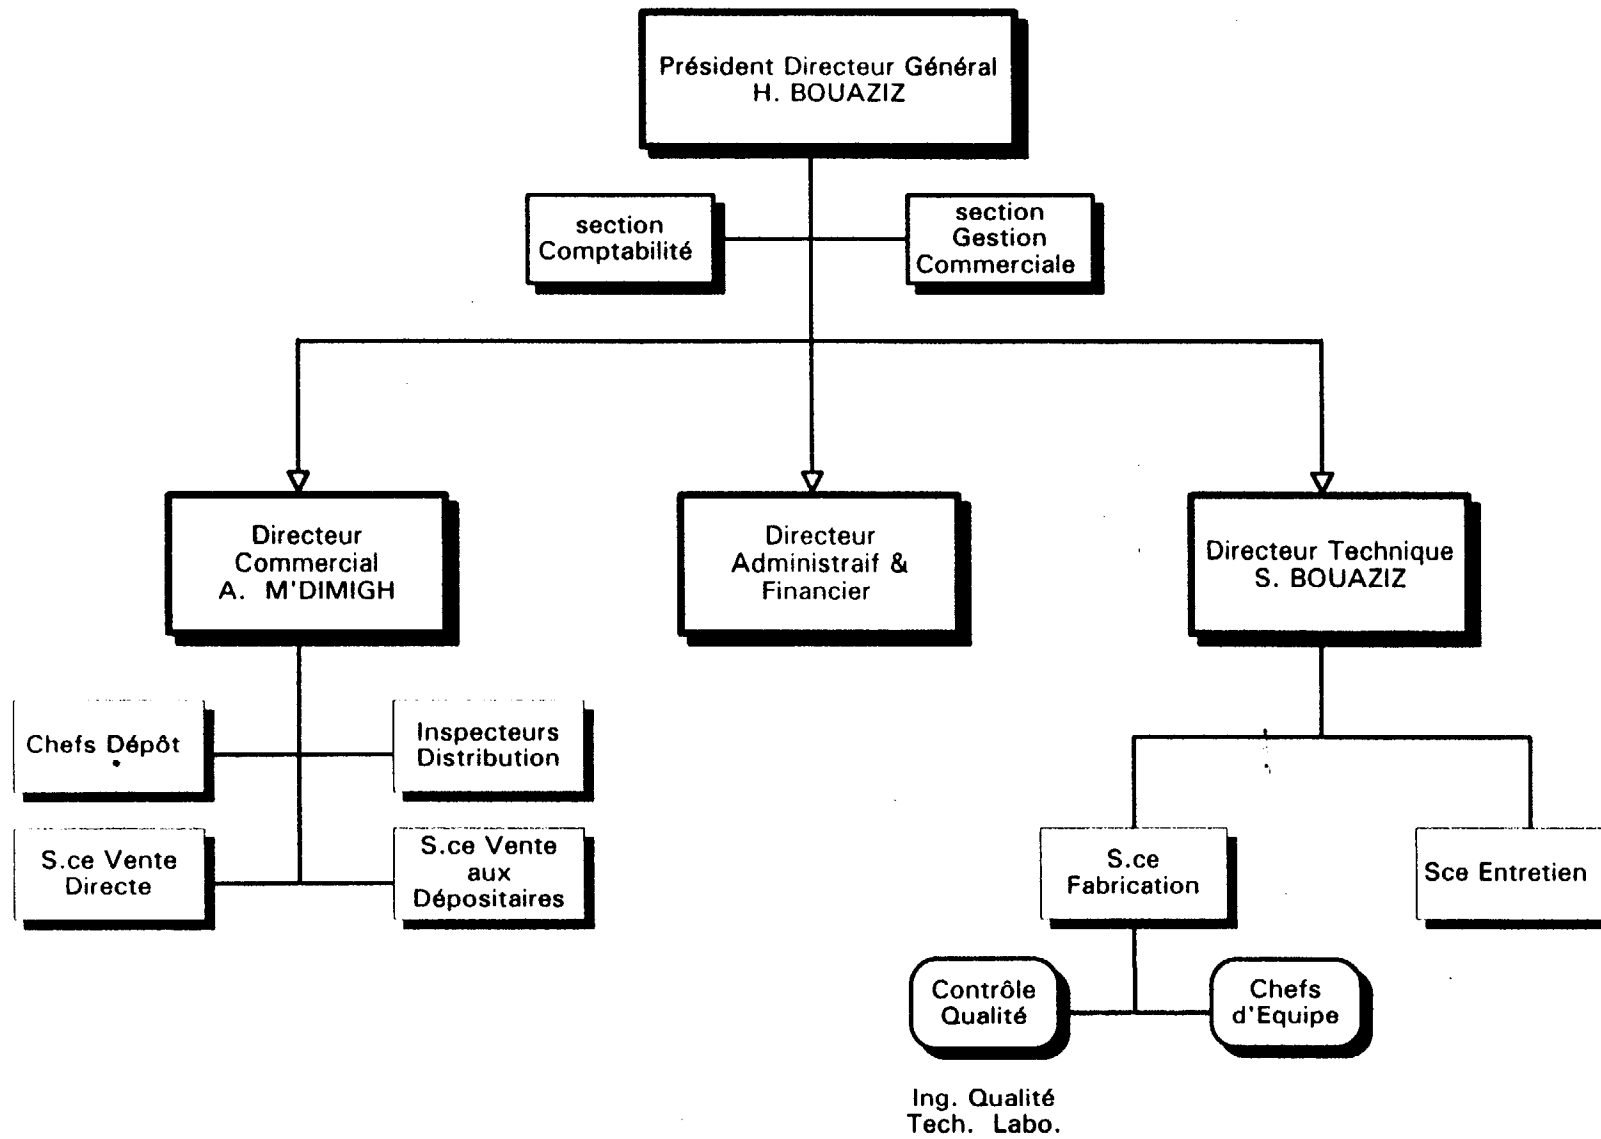 Président Directeur Général
H. BOUAZIZ
section
Comptabilité
section
Gestion
Commerciale
Directeur
Commercial
A. M'DIMIGH
Directeur
Administraif &
Financier
Directeur Technique
S. BOUAZIZ
Chefs Dépôt
Inspecteurs
Distribution
S.ce Vente
Directe
S.ce Vente
aux
Dépositaires
S.ce
Fabrication
Sce Entretien
Contrôle
Qualité
Chefs
d'Equipe
Ing. Qualité
Tech. Labo.